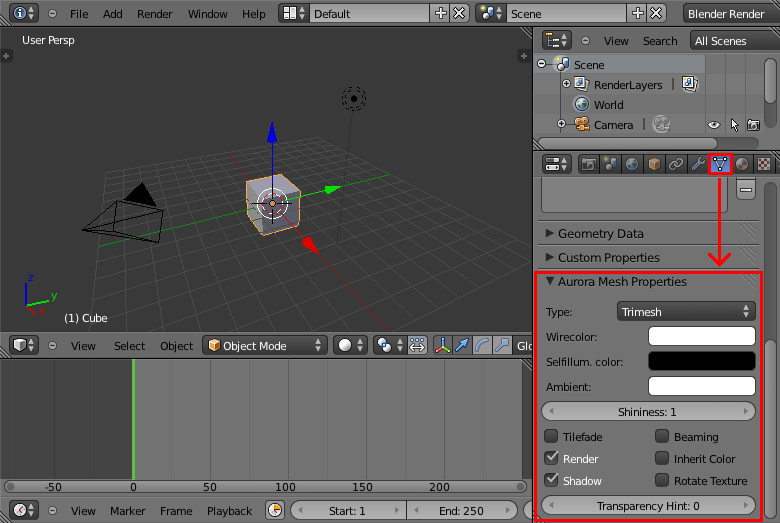 File Add Render Window Help Default Scene Blender Render
User Persp
z
y
x
(1) Cube
View Select Object Object Mode Glo
-50 0 50 100 150 200
View Marker Frame Playback Start: 1 End: 250
View Search All Scenes
Scene
RenderLayers
World
Camera
Geometry Data
Custom Properties
Aurora Mesh Properties
Type: Trimesh
Wirecolor:
Selfillum. color:
Ambient:
Shininess: 1
Tilefade Beaming
Render Inherit Color
Shadow Rotate Texture
Transparency Hint: 0